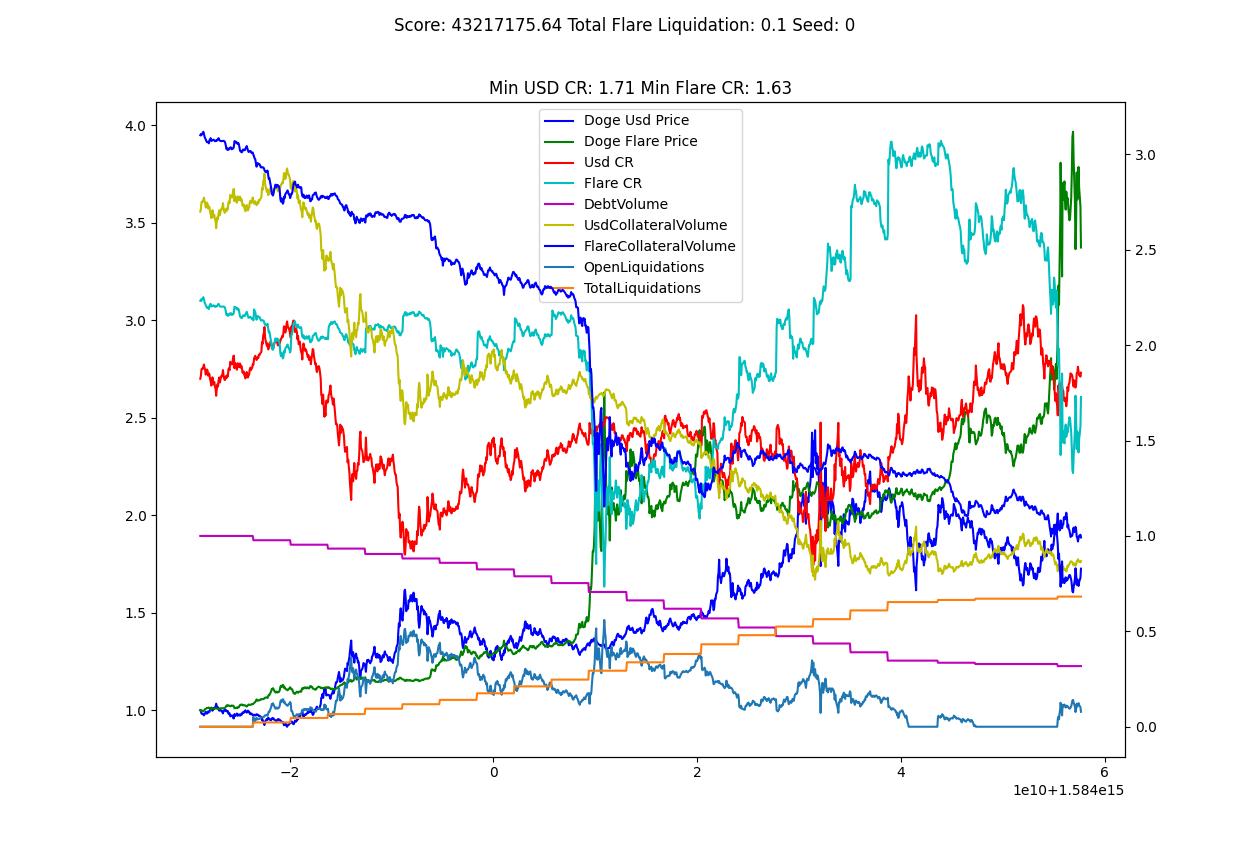 Score: 43217175.64 Total Flare Liquidation: 0.1 Seed: 0
Min USD CR: 1.71 Min Flare CR: 1.63
Doge Usd Price
Doge Flare Price
Usd CR
Flare CR
DebtVolume
UsdCollateralVolume
FlareCollateralVolume
OpenLiquidations
TotalLiquidations
4.0
3.5
3.0
2.5
2.0
1.5
1.0
3.0
2.5
2.0
1.5
1.0
0.5
0.0
−2 0 2 4 6
1e10+1.584e15